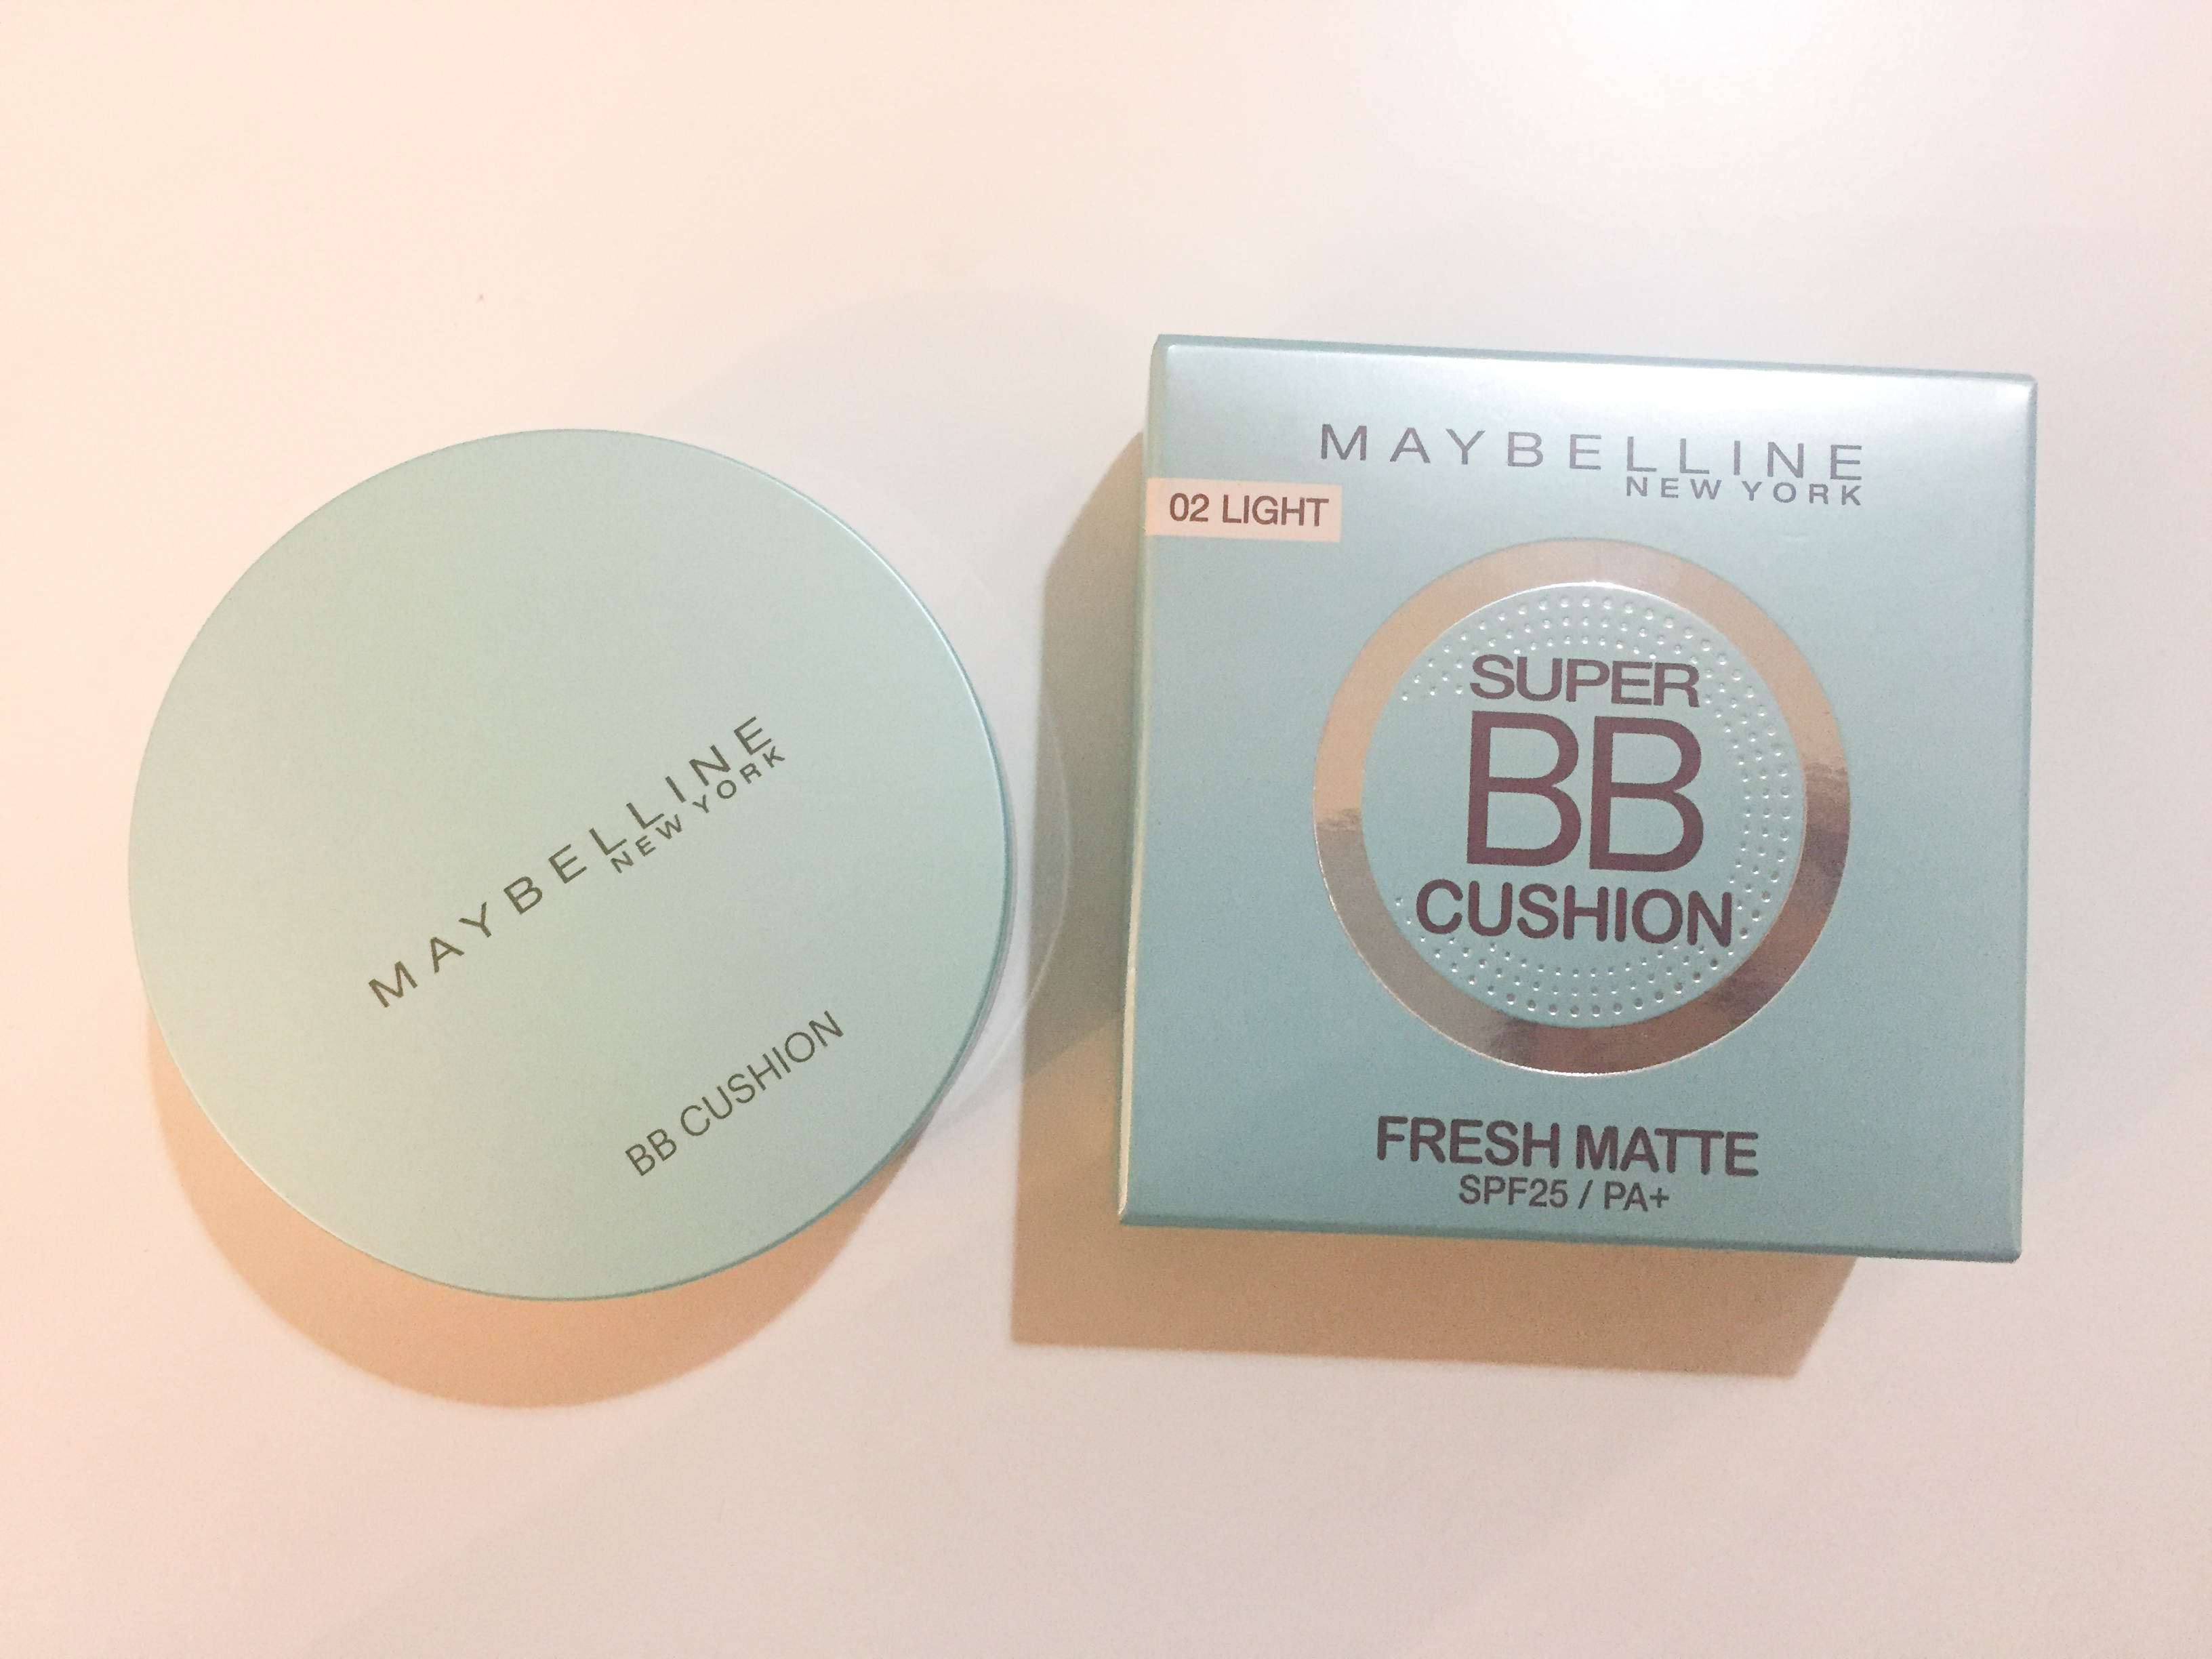 MAYBELLINE
NEW YORK
BB CUSHION
MAYBELLINE
NEW YORK
02 LIGHT
SUPER
BB
CUSHION
FRESH MATTE
SPF25 / PA+